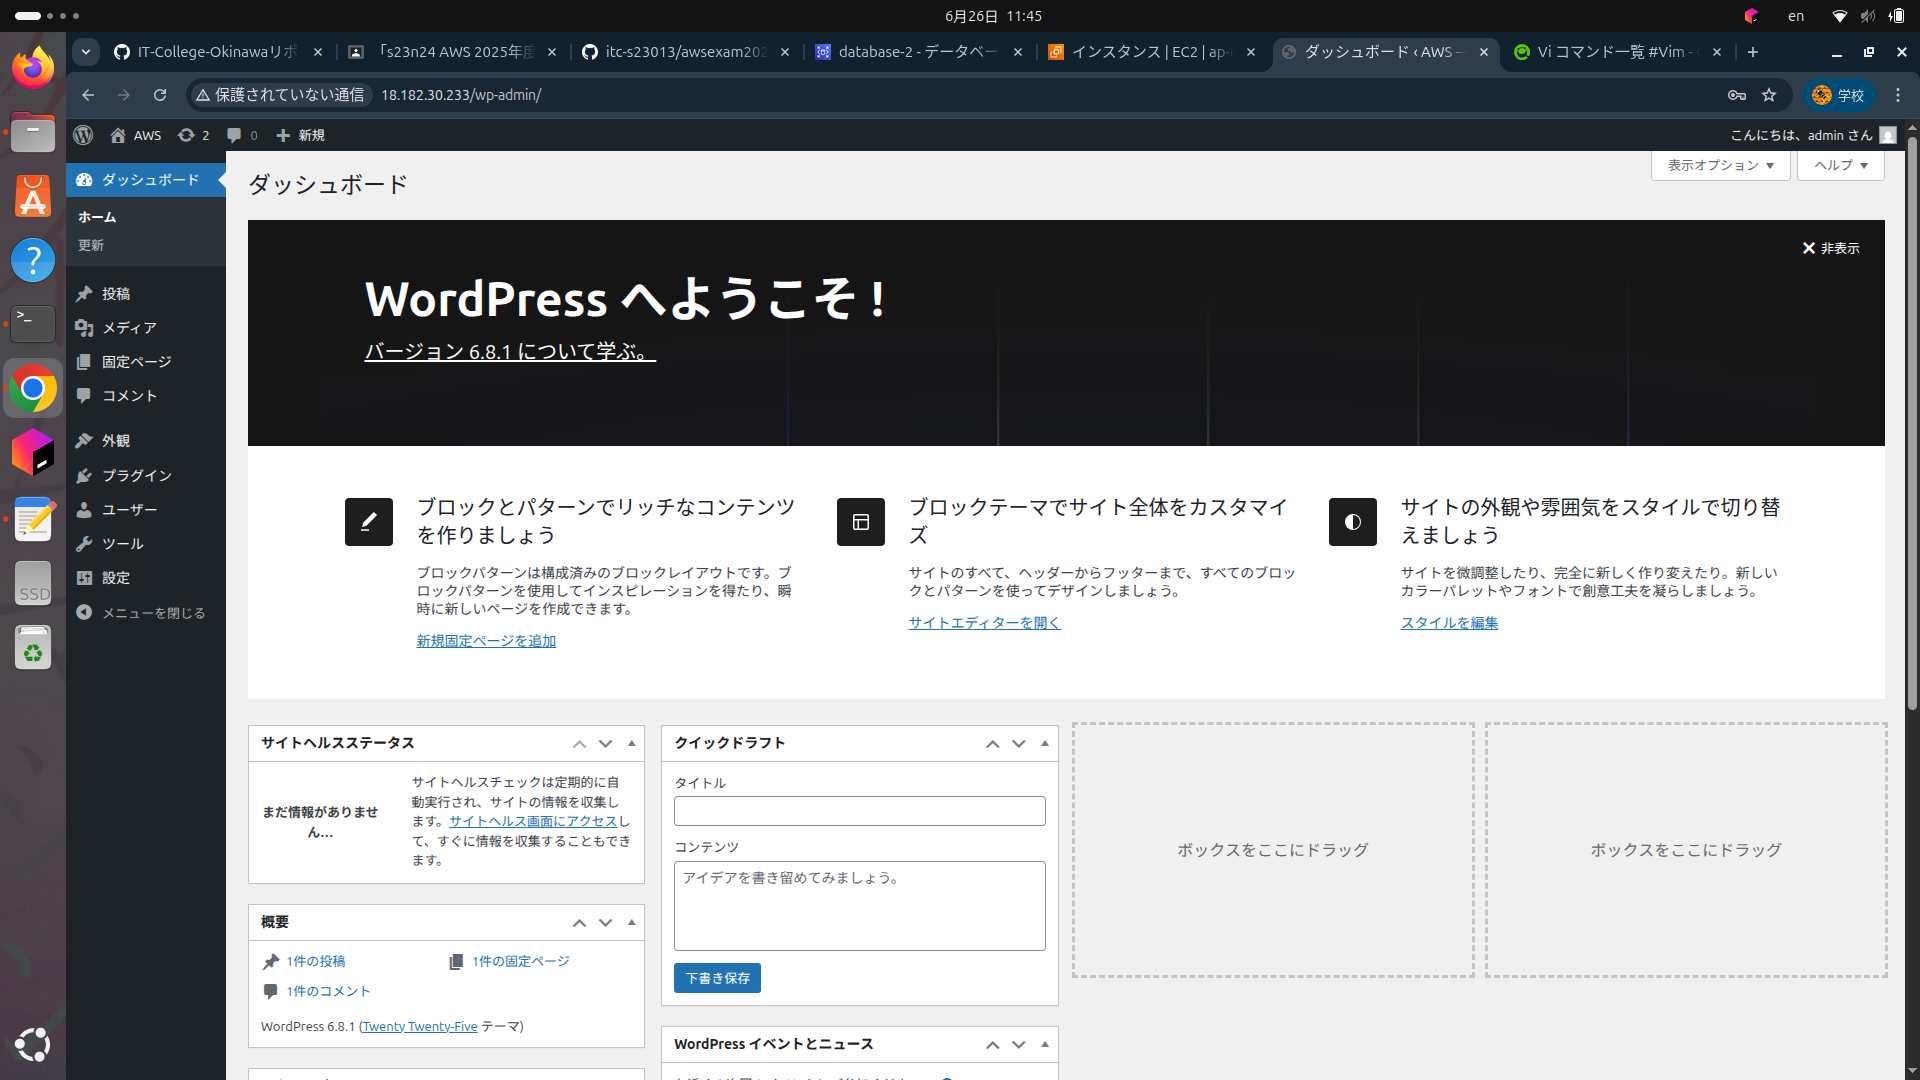 6月26日 11:45
en
IT-College-Okinawaリポ
「s23n24 AWS 2025年度
itc-s23013/awsexam202
database-2 - データベー
インスタンス | EC2 | ap-
ダッシュボード ‹ AWS —
Vi コマンド一覧 #Vim -
保護されていない通信
18.182.30.233/wp-admin/
学校
AWS
2
0
新規
こんにちは、admin さん
ダッシュボード
ホーム
更新
投稿
メディア
固定ページ
コメント
外観
プラグイン
ユーザー
ツール
設定
メニューを閉じる
>_
?
SSD
表示オプション
ヘルプ
ダッシュボード
非表示
WordPress へようこそ !
バージョン 6.8.1 について学ぶ。
ブロックとパターンでリッチなコンテンツ
を作りましょう
ブロックパターンは構成済みのブロックレイアウトです。ブ
ロックパターンを使用してインスピレーションを得たり、瞬
時に新しいページを作成できます。
新規固定ページを追加
ブロックテーマでサイト全体をカスタマイ
ズ
サイトのすべて、ヘッダーからフッターまで、すべてのブロッ
クとパターンを使ってデザインしましょう。
サイトエディターを開く
サイトの外観や雰囲気をスタイルで切り替
えましょう
サイトを微調整したり、完全に新しく作り変えたり。新しい
カラーパレットやフォントで創意工夫を凝らしましょう。
スタイルを編集
サイトヘルスステータス
まだ情報がありませ
ん…
サイトヘルスチェックは定期的に自
動実行され、サイトの情報を収集し
ます。サイトヘルス画面にアクセスし
て、すぐに情報を収集することもでき
ます。
概要
1件の投稿
1件の固定ページ
1件のコメント
WordPress 6.8.1 (Twenty Twenty-Five テーマ)
クイックドラフト
タイトル
コンテンツ
アイデアを書き留めてみましょう。
下書き保存
WordPress イベントとニュース
ボックスをここにドラッグ
ボックスをここにドラッグ